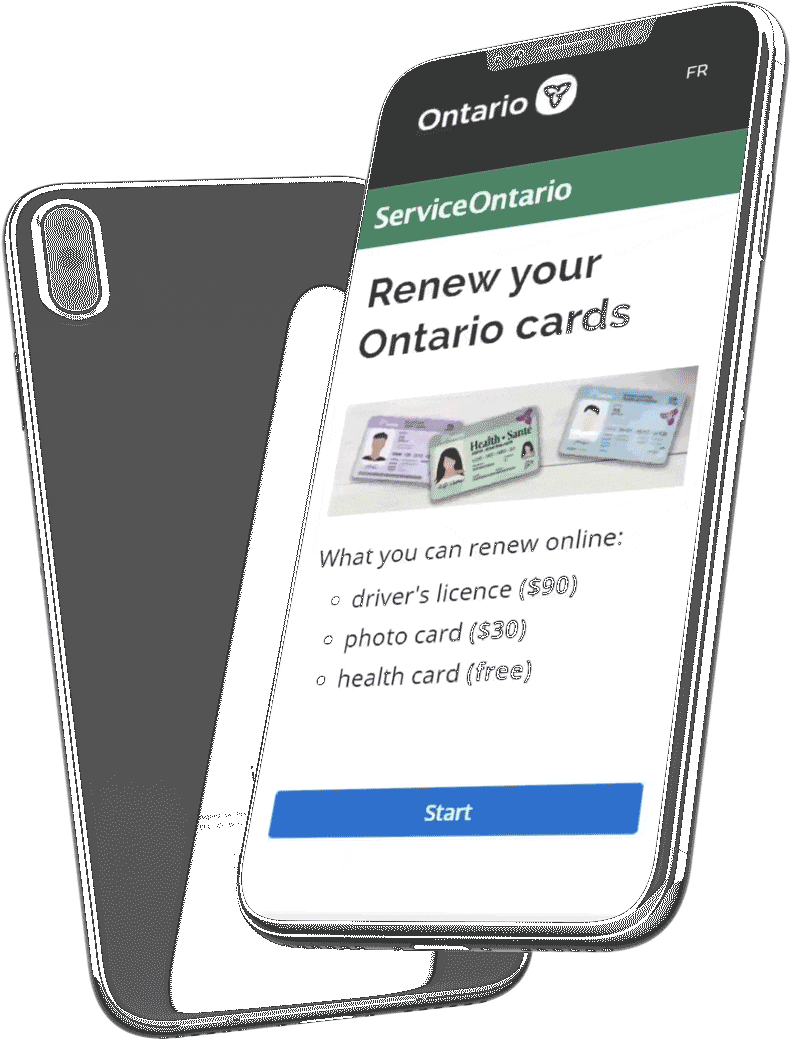 Ontario
FR
ServiceOntario
Renew your
Ontario cards
Health • Santé
What you can renew online:
driver's licence ($90)
photo card ($30)
health card (free)
Start